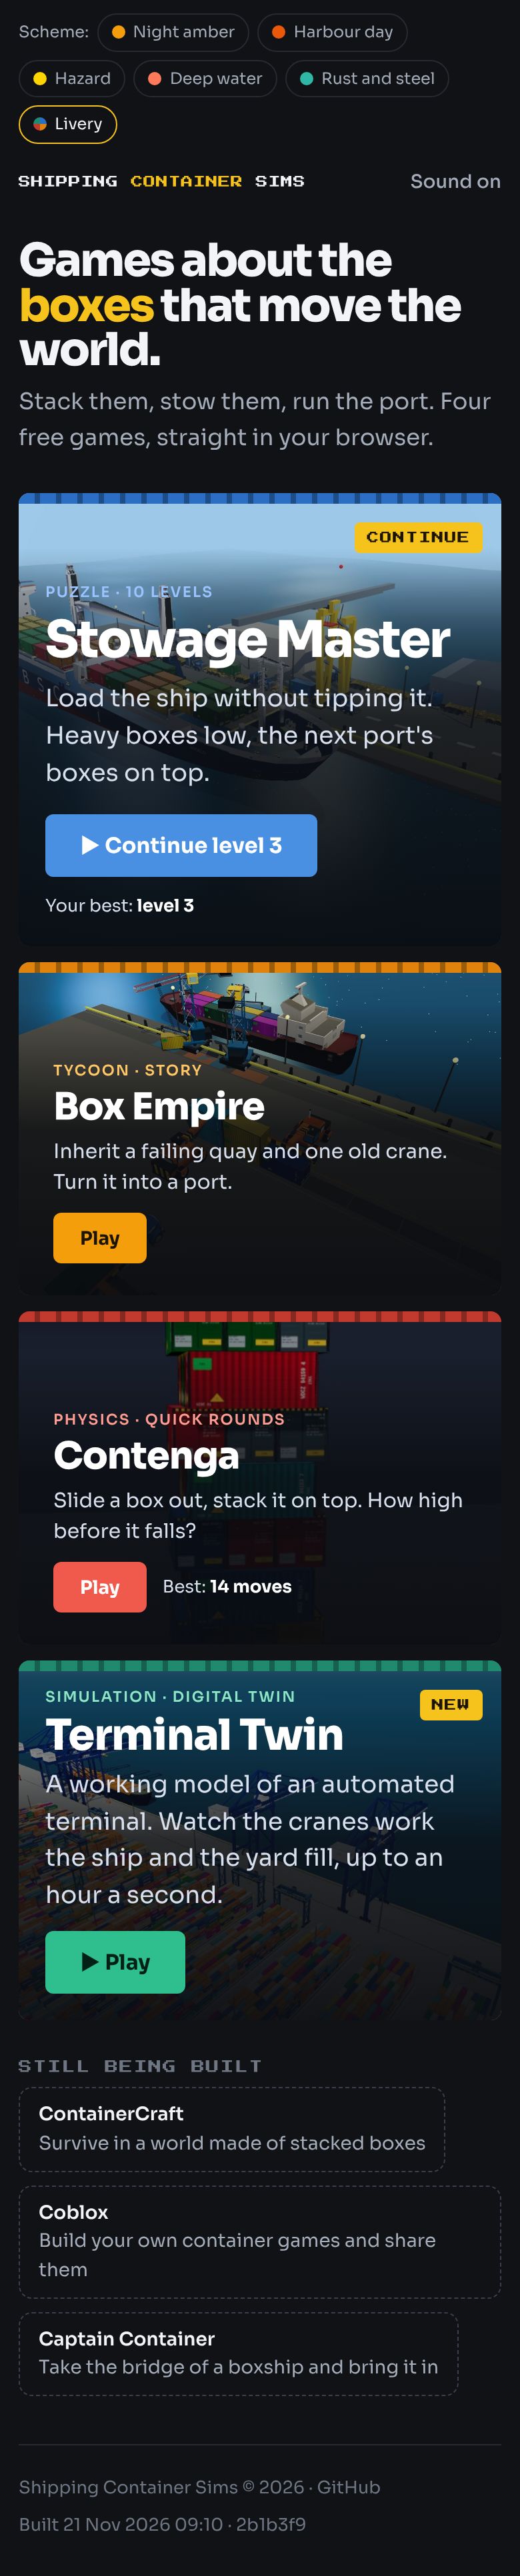 Scheme: Night amber Harbour day
Hazard Deep water Rust and steel
Livery
SHIPPING CONTAINER SIMS Sound on
Games about the
boxes that move the
world.
Stack them, stow them, run the port. Four
free games, straight in your browser.
CONTINUE
PUZZLE · 10 LEVELS
Stowage Master
Load the ship without tipping it.
Heavy boxes low, the next port's
boxes on top.
▶ Continue level 3
Your best: level 3
TYCOON · STORY
Box Empire
Inherit a failing quay and one old crane.
Turn it into a port.
Play
PHYSICS · QUICK ROUNDS
Contenga
Slide a box out, stack it on top. How high
before it falls?
Play Best: 14 moves
SIMULATION · DIGITAL TWIN
NEW
Terminal Twin
A working model of an automated
terminal. Watch the cranes work
the ship and the yard fill, up to an
hour a second.
▶ Play
STILL BEING BUILT
ContainerCraft
Survive in a world made of stacked boxes
Coblox
Build your own container games and share
them
Captain Container
Take the bridge of a boxship and bring it in
Shipping Container Sims © 2026 · GitHub
Built 21 Nov 2026 09:10 · 2b1b3f9